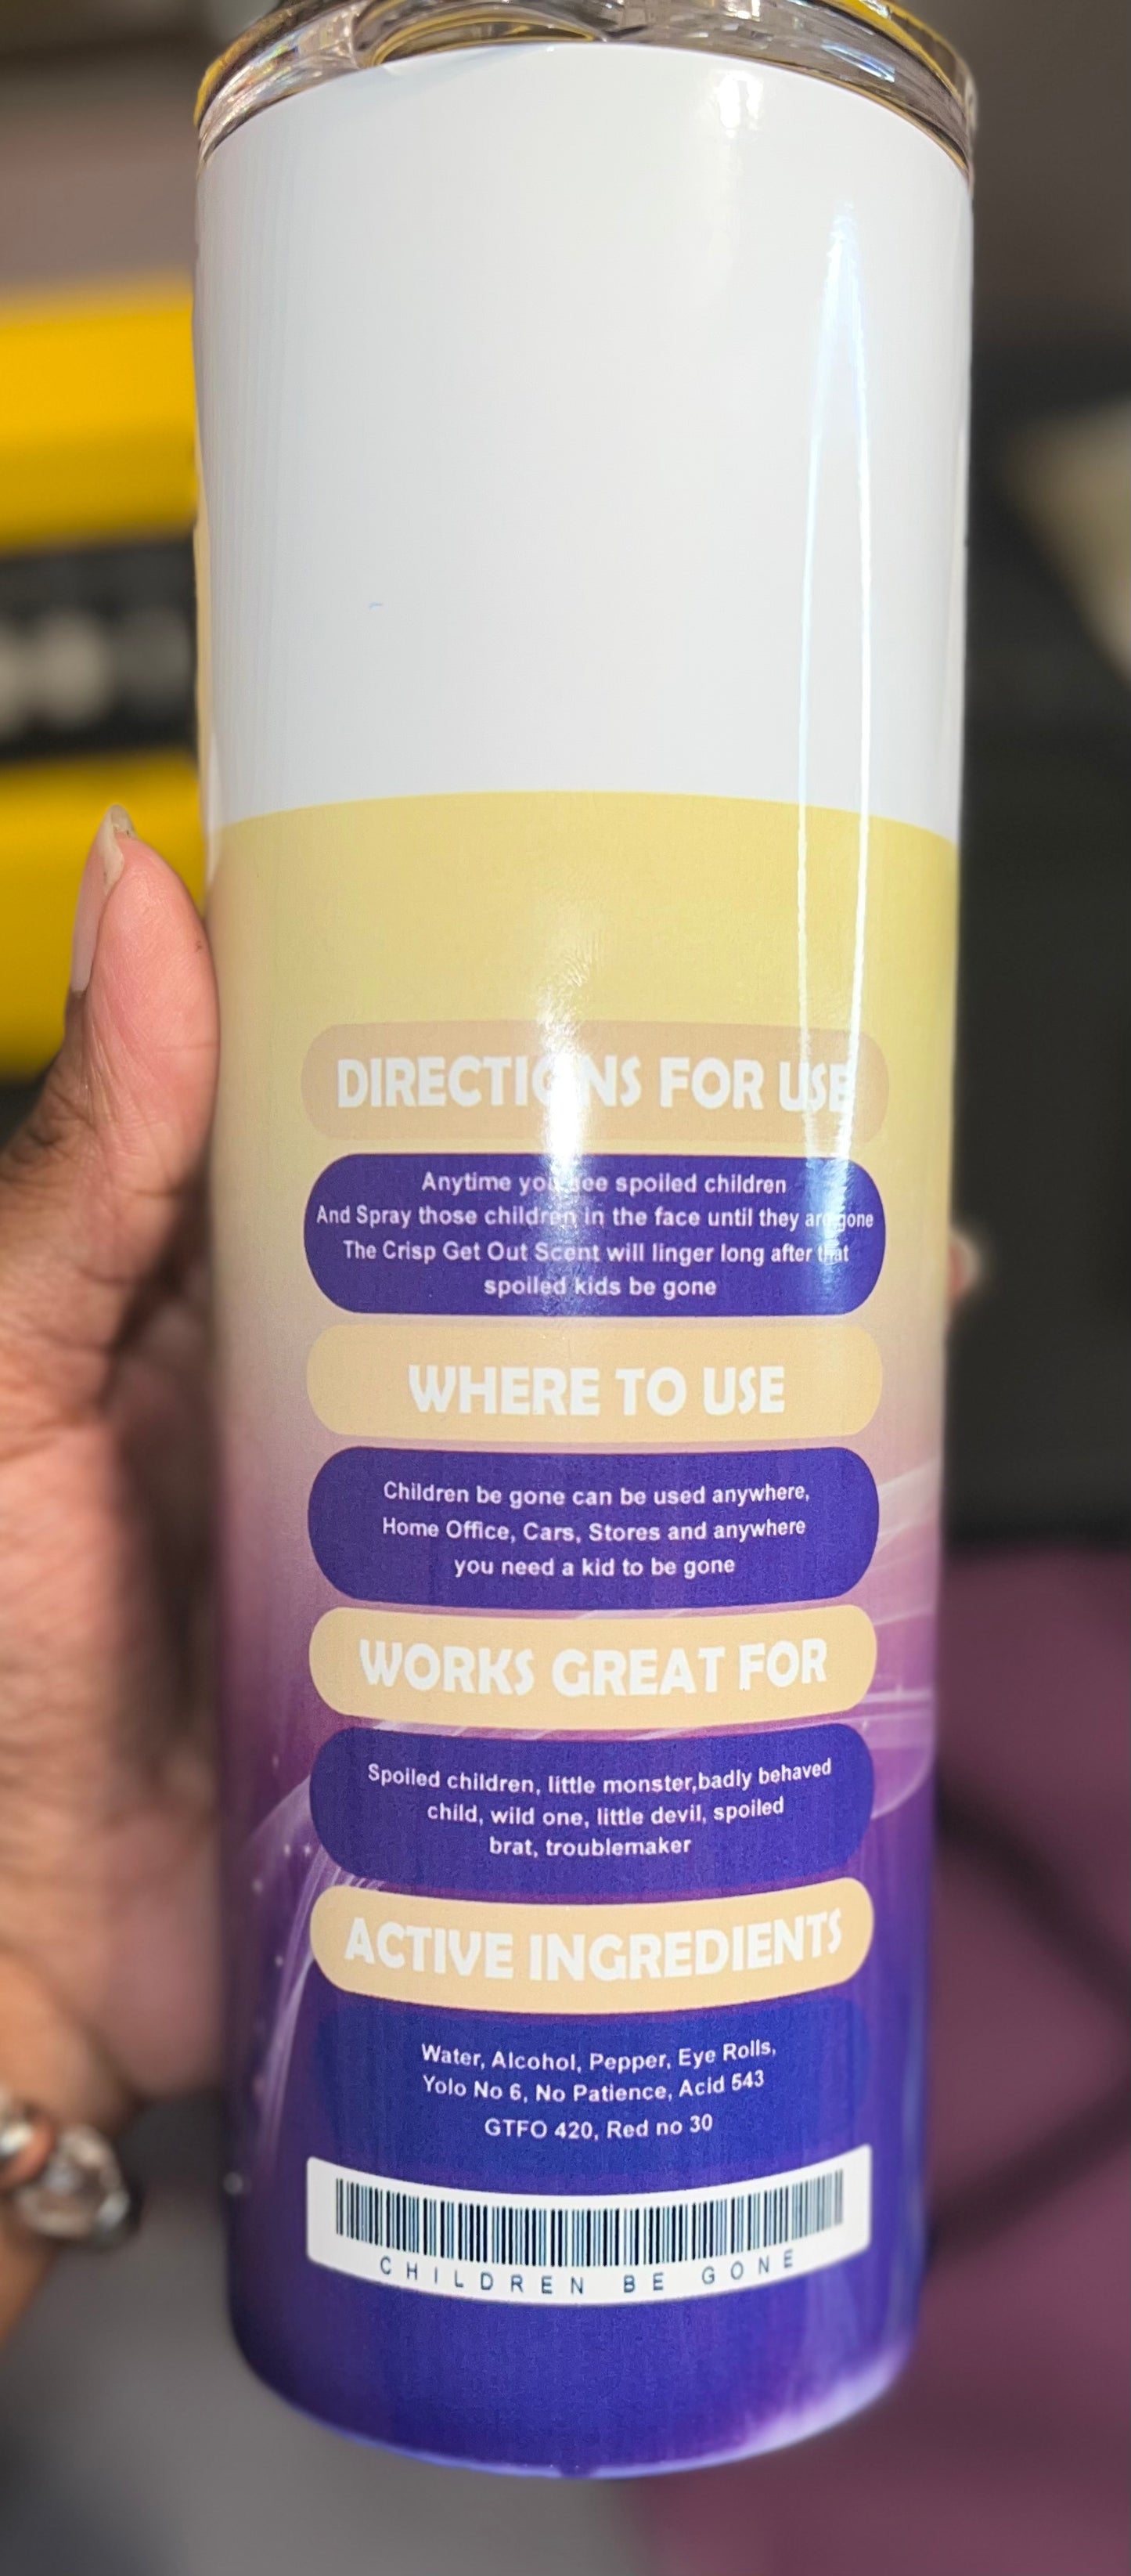 DIRECTIONS FOR USE
Anytime you see spoiled children
And Spray those children in the face until they are gone
The Crisp Get Out Scent will linger long after that
spoiled kids be gone
WHERE TO USE
Children be gone can be used anywhere,
Home Office, Cars, Stores and anywhere
you need a kid to be gone
WORKS GREAT FOR
Spoiled children, little monster,badly behaved
child, wild one, little devil, spoiled
brat, troublemaker
ACTIVE INGREDIENTS
Water, Alcohol, Pepper, Eye Rolls,
Yolo No 6, No Patience, Acid 543
GTFO 420, Red no 30
CHILDREN BE GONE